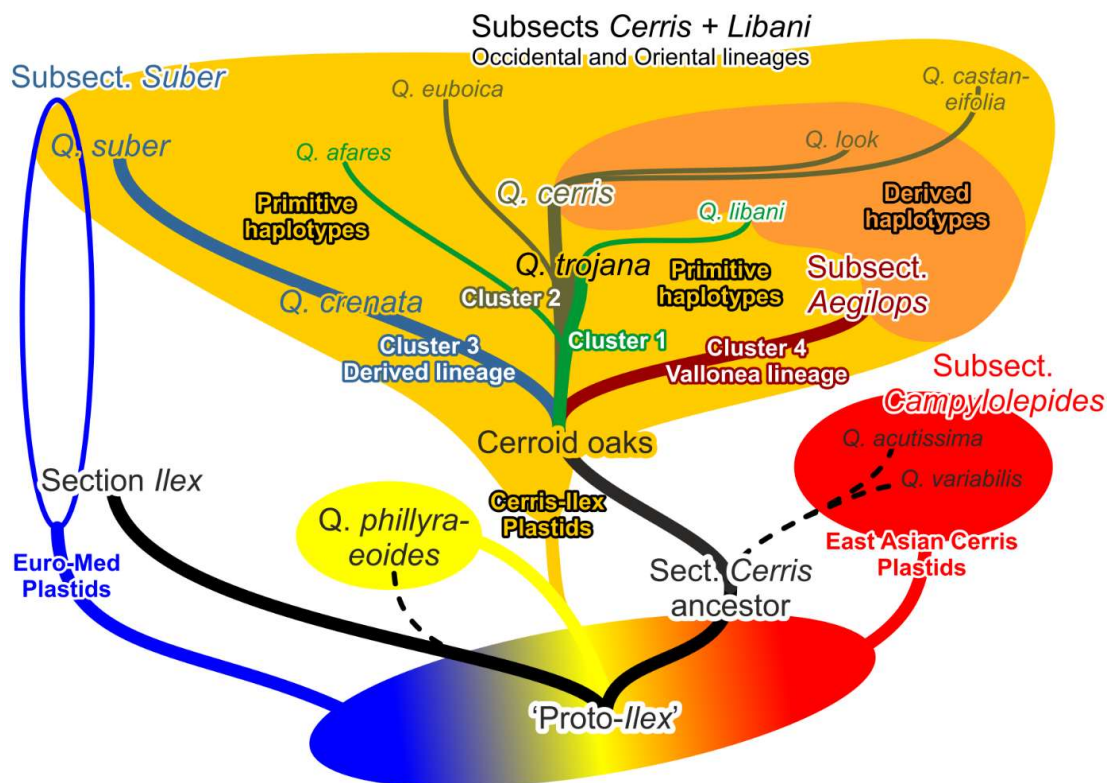 Subsects Cerris + Libani
Occidental and Oriental lineages
Subsect. Suber
Q. euboica
Q. castan-
eifolia
Q. suber
Q. afares
Q. look
Primitive
haplotypes
Q. cerris
Derived
haplotypes
Q. libani
Q. trojana
Primitive
haplotypes
Subsect.
Aegilops
Q. crenata
Cluster 2
Cluster 1
Cluster 3
Derived lineage
Cluster 4
Vallonea lineage
Subsect.
Campylolepides
Cerroid oaks
Q. acutissima
Q. variabilis
Section Ilex
Cerris-Ilex
Plastids
Q. phillyra-
eoides
East Asian Cerris
Plastids
Euro-Med
Plastids
Sect. Cerris
ancestor
‘Proto-Ilex’